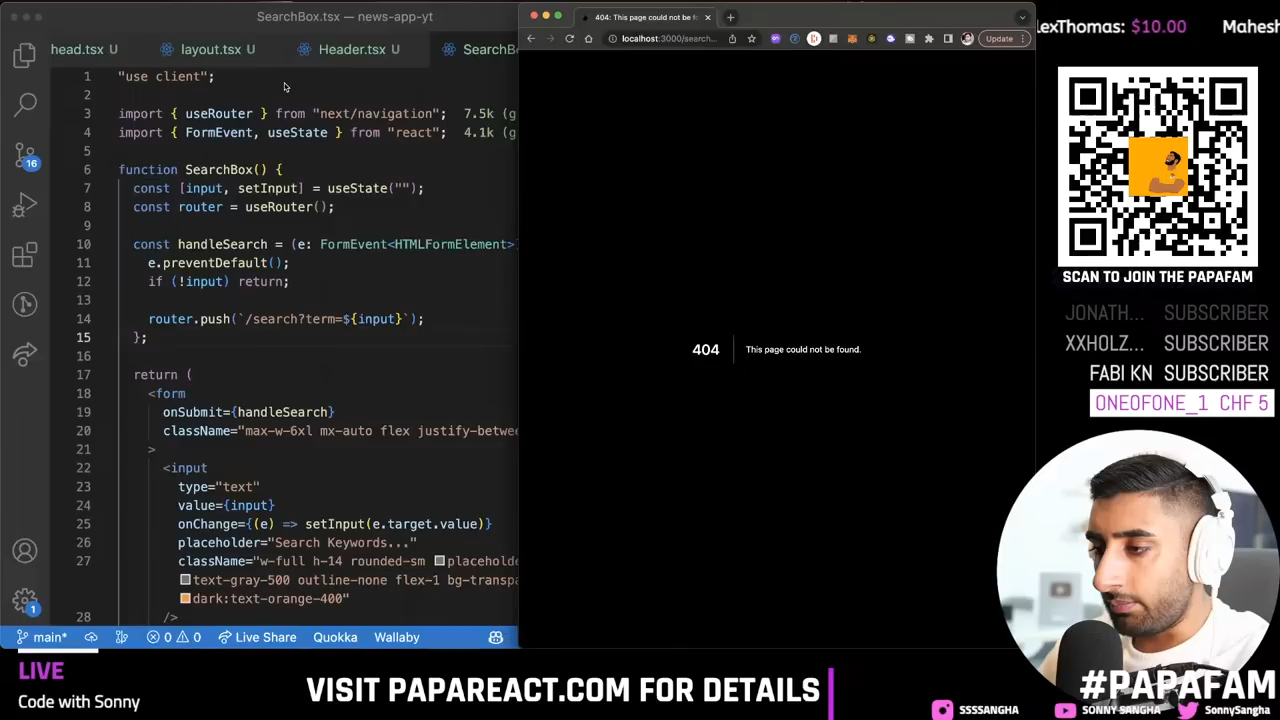 SearchBox.tsx — news-app-yt
head.tsx U
layout.tsx U
Header.tsx U
SearchBo
1 "use client";
2
3 import { useRouter } from "next/navigation"; 7.5k (g
4 import { FormEvent, useState } from "react"; 4.1k (g
5
6 function SearchBox() {
7 const [input, setInput] = useState("");
8 const router = useRouter();
9
10 const handleSearch = (e: FormEvent<HTMLFormElement>)
11 e.preventDefault();
12 if (!input) return;
13
14 router.push(`/search?term=${input}`);
15 };
16
17 return (
18 <form
19 onSubmit={handleSearch}
20 className="max-w-6xl mx-auto flex justify-betwee
21 >
22 <input
23 type="text"
24 value={input}
25 onChange={(e) => setInput(e.target.value)}
26 placeholder="Search Keywords..."
27 className="w-full h-14 rounded-sm placeholde
text-gray-500 outline-none flex-1 bg-transpa
dark:text-orange-400"
28 />
16
1
main* 0 0 Live Share Quokka Wallaby
404: This page could not be f
localhost:3000/search...
Update
404 This page could not be found.
lexThomas: $10.00 Mahesh
SCAN TO JOIN THE PAPAFAM
JONATH... SUBSCRIBER
XXHOLZ... SUBSCRIBER
FABI KN SUBSCRIBER
ONEOFONE_1 CHF 5
LIVE
Code with Sonny
VISIT PAPAREACT.COM FOR DETAILS
#PAPAFAM
SSSSANGHA SONNY SANGHA SonnySangha